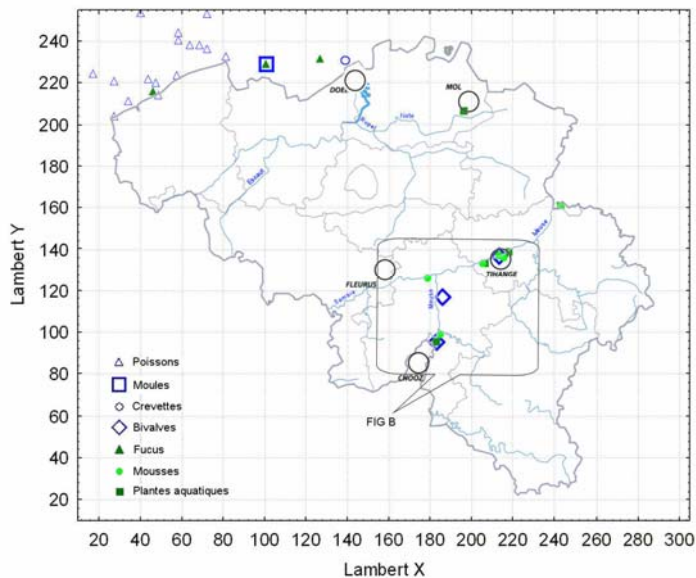 Lambert Y
240
220
200
180
160
140
120
100
80
60
40
20
DOEL
MOL
Rupel
Nete
Escaut
Meuse
FLEURUS
TIHANGE
Sambre
Meuse
CHOOZ
FIG B
Poissons
Moules
Crevettes
Bivalves
Fucus
Mousses
Plantes aquatiques
20 40 60 80 100 120 140 160 180 200 220 240 260 280 300
Lambert X